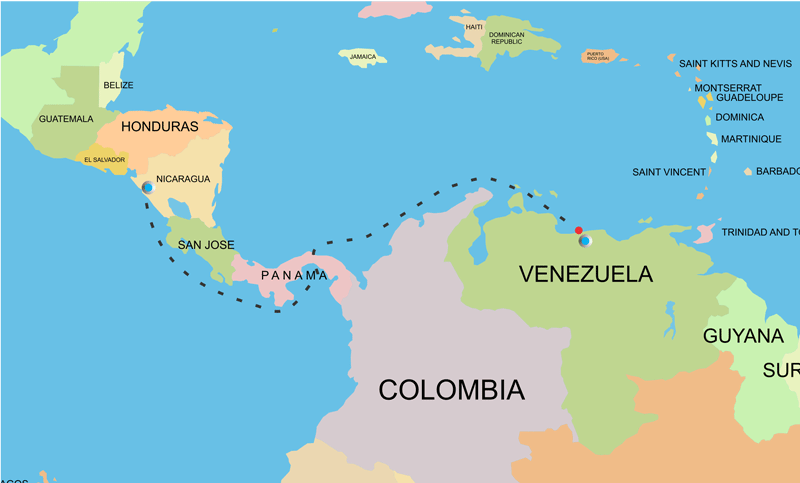 HAITI
DOMINICAN
REPUBLIC
JAMAICA
PUERTO
RICO (USA)
SAINT KITTS AND NEVIS
BELIZE
MONTSERRAT
GUADELOUPE
GUATEMALA
HONDURAS
DOMINICA
MARTINIQUE
EL SALVADOR
NICARAGUA
SAINT VINCENT
BARBADO
TRINIDAD AND TO
SAN JOSE
PANAMA
VENEZUELA
GUYANA
SUR
COLOMBIA
AGOS